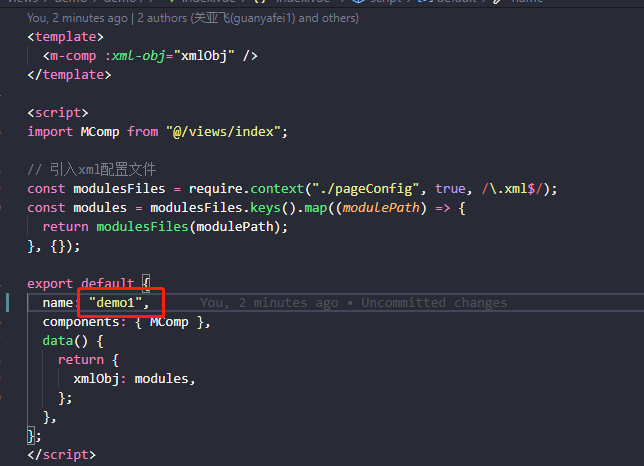 You, 2 minutes ago | 2 authors (关亚飞(guanyafei1) and others)
<template>
<m-comp :xml-obj="xmlObj" />
</template>
<script>
import MComp from "@/views/index";
// 引入xml配置文件
const modulesFiles = require.context("./pageConfig", true, /\.xml$/);
const modules = modulesFiles.keys().map((modulePath) => {
return modulesFiles(modulePath);
}, {});
export default {
name: "demo1", You, 2 minutes ago • Uncommitted changes
components: { MComp },
data() {
return {
xmlObj: modules,
};
},
};
</script>